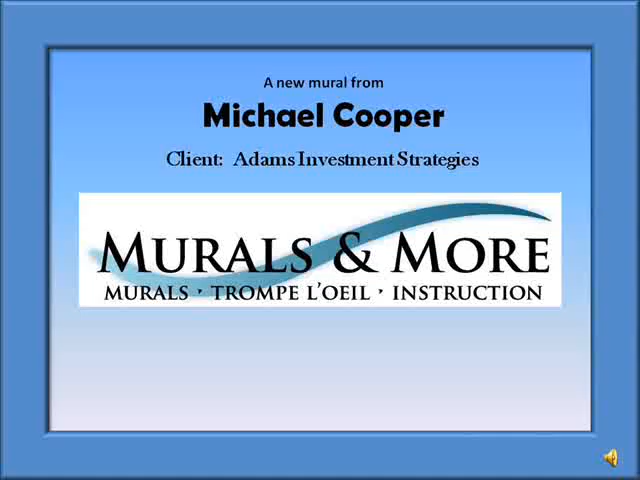 A new mural from
Michael Cooper
Client: Adams Investment Strategies
MURALS & MORE
MURALS · TROMPE L'OEIL · INSTRUCTION